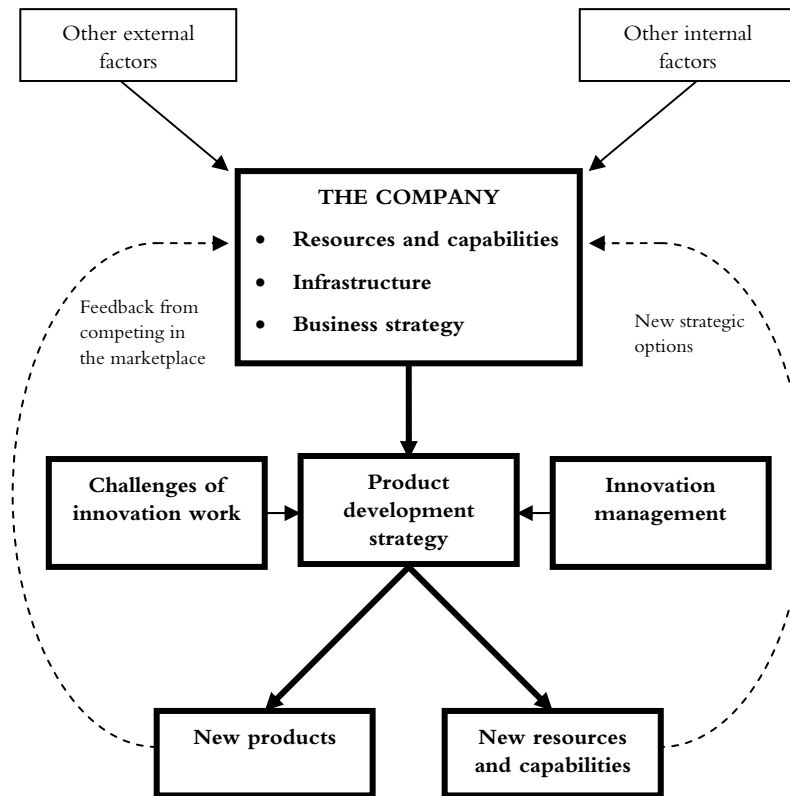 Other external
factors
Other internal
factors
THE COMPANY
• Resources and capabilities
• Infrastructure
• Business strategy
Feedback from
competing in
the marketplace
New strategic
options
Challenges of
innovation work
Product
development
strategy
Innovation
management
New products
New resources
and capabilities